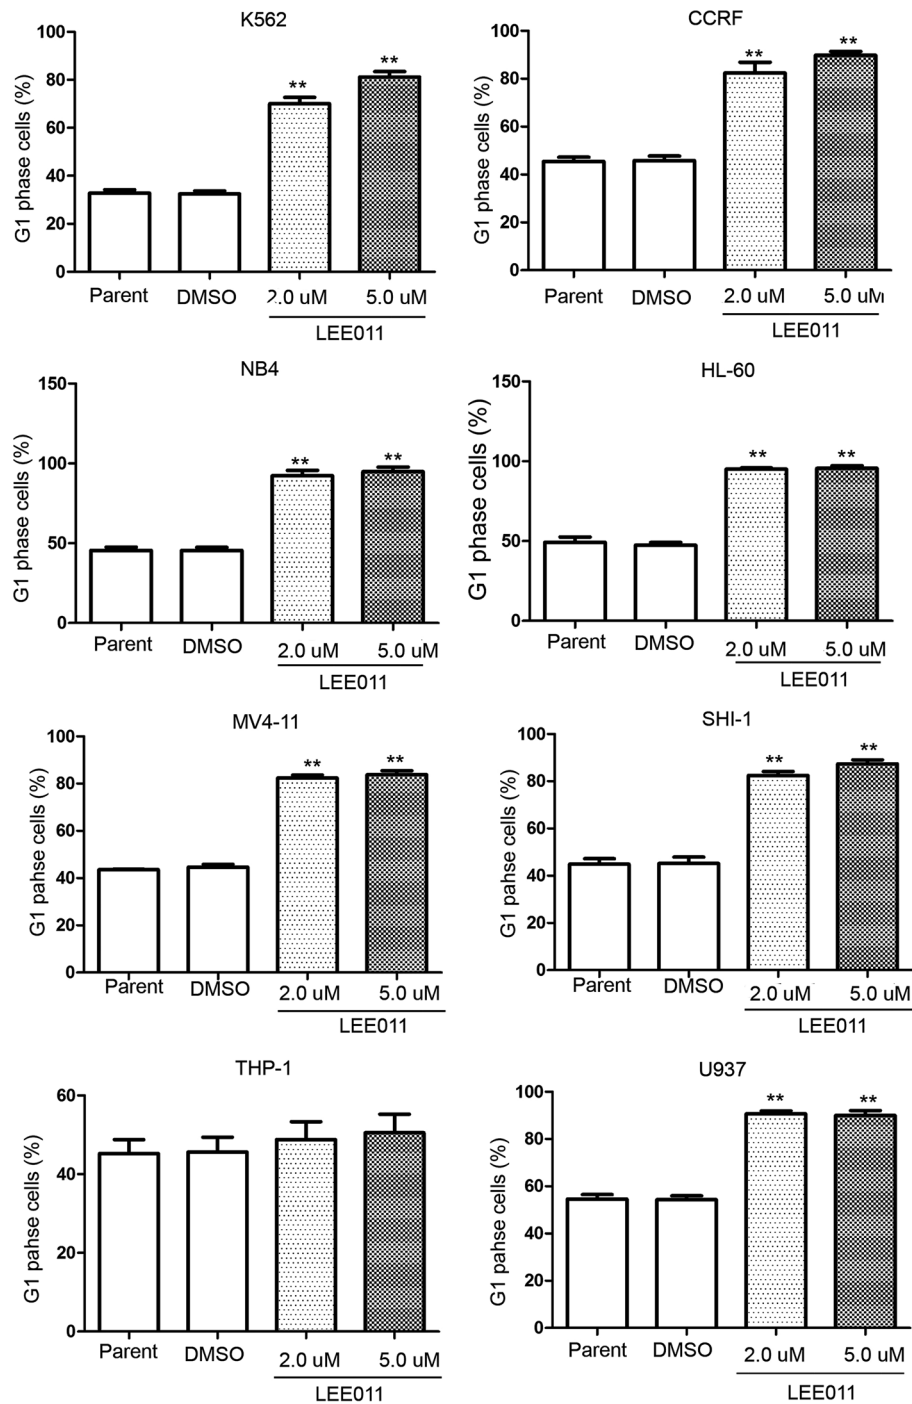 K562
G1 phase cells (%)
100
80
60
40
20
0
**
**
Parent
DMSO
2.0 uM
5.0 uM
LEE011
CCRF
G1 phase cells (%)
100
80
60
40
20
0
**
**
Parent
DMSO
2.0 uM
5.0 uM
LEE011
NB4
G1 phase cells (%)
150
100
50
0
**
**
Parent
DMSO
2.0 uM
5.0 uM
LEE011
HL-60
G1 phase cells (%)
150
100
50
0
**
**
Parent
DMSO
2.0 uM
5.0 uM
LEE011
MV4-11
G1 pahse cells (%)
100
80
60
40
20
0
**
**
Parent
DMSO
2.0 uM
5.0 uM
LEE011
SHI-1
G1 pahse cells (%)
100
80
60
40
20
0
**
**
Parent
DMSO
2.0 uM
5.0 uM
LEE011
THP-1
G1 pahse cells (%)
60
40
20
0
Parent
DMSO
2.0 uM
5.0 uM
LEE011
U937
G1 pahse cells (%)
100
80
60
40
20
0
**
**
Parent
DMSO
2.0 uM
5.0 uM
LEE011